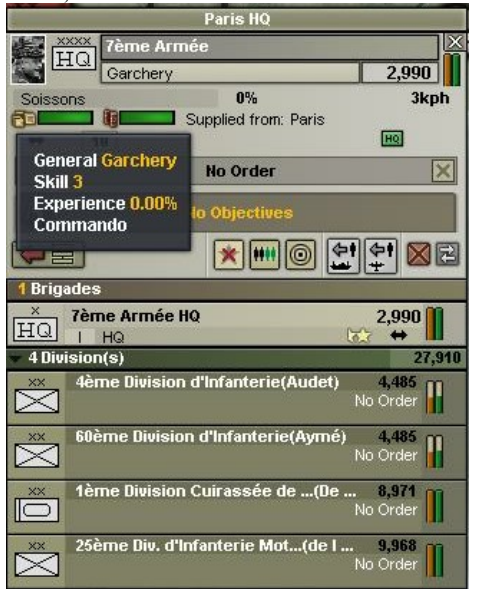 Paris HQ
XXXX
HQ
7ème Armée
Garchery
2,990
Soissons 0% 3kph
Supplied from: Paris
HQ
General Garchery
Skill 3
Experience 0.00%
Commando
No Order
lo Objectives
1 Brigades
X
HQ
7ème Armée HQ 2,990
I HQ
4 Division(s) 27,910
XX
4ème Division d'Infanterie(Audet) 4,485
No Order
XX
60ème Division d'Infanterie(Aymé) 4,485
No Order
XX
1ème Division Cuirassée de ...(De ... 8,971
No Order
XX
25ème Div. d'Infanterie Mot...(de l ... 9,968
No Order